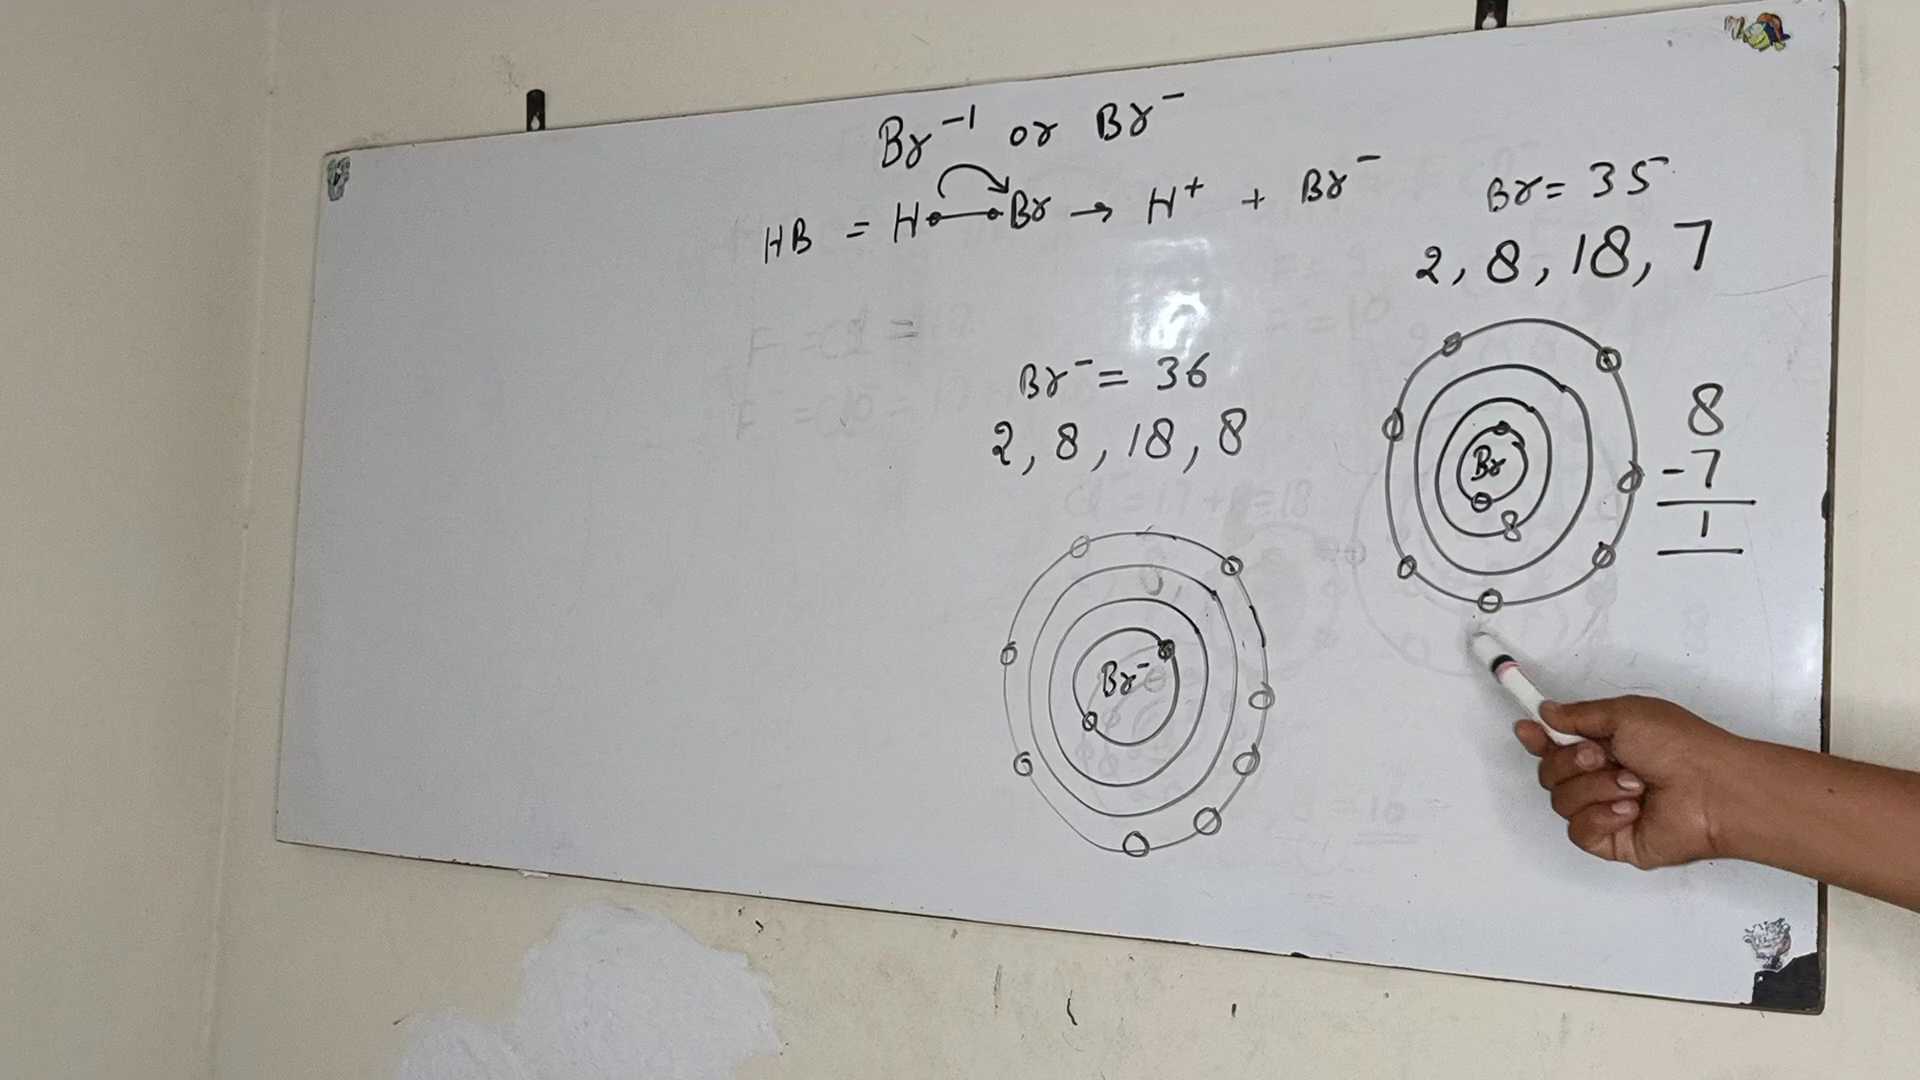 Br⁻¹ or Br⁻
HB = H—Br → H⁺ + Br⁻
Br = 35
2, 8, 18, 7
Br⁻ = 36
2, 8, 18, 8
Br
8
8
-7
1
Br⁻